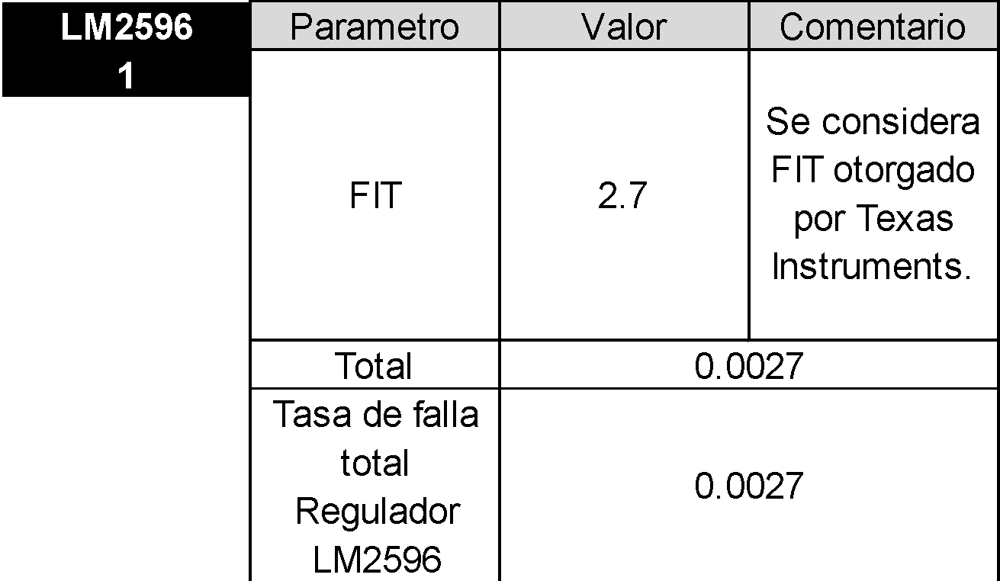 LM2596
1
Parametro
Valor
Comentario
FIT
2.7
Se considera
FIT otorgado
por Texas
Instruments.
Total
0.0027
Tasa de falla
total
Regulador
LM2596
0.0027